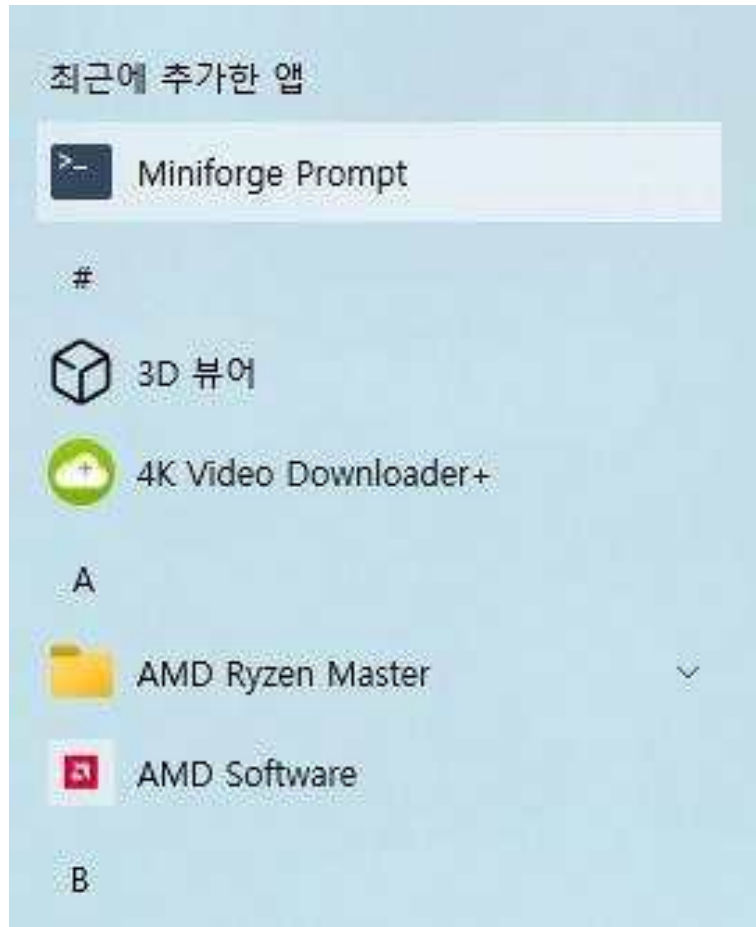 최근에 추가한 앱
Miniforge Prompt
#
3D 뷰어
4K Video Downloader+
A
AMD Ryzen Master
AMD Software
B